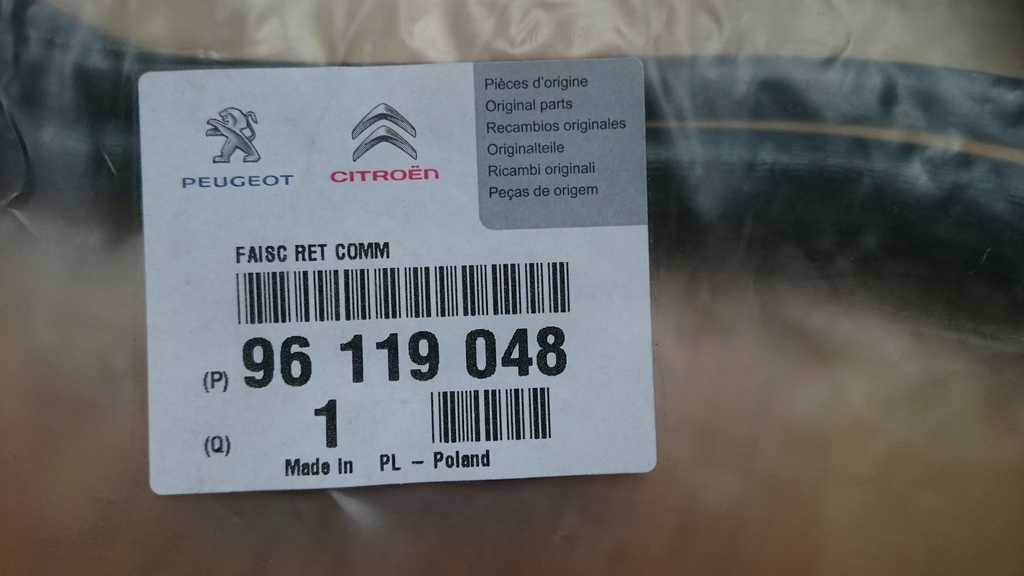 PEUGEOT
CITROËN
Pièces d'origine
Original parts
Recambios originales
Originalteile
Ricambi originali
Peças de origem
FAISC RET COMM
(P) 96 119 048
(Q) 1
Made In PL - Poland